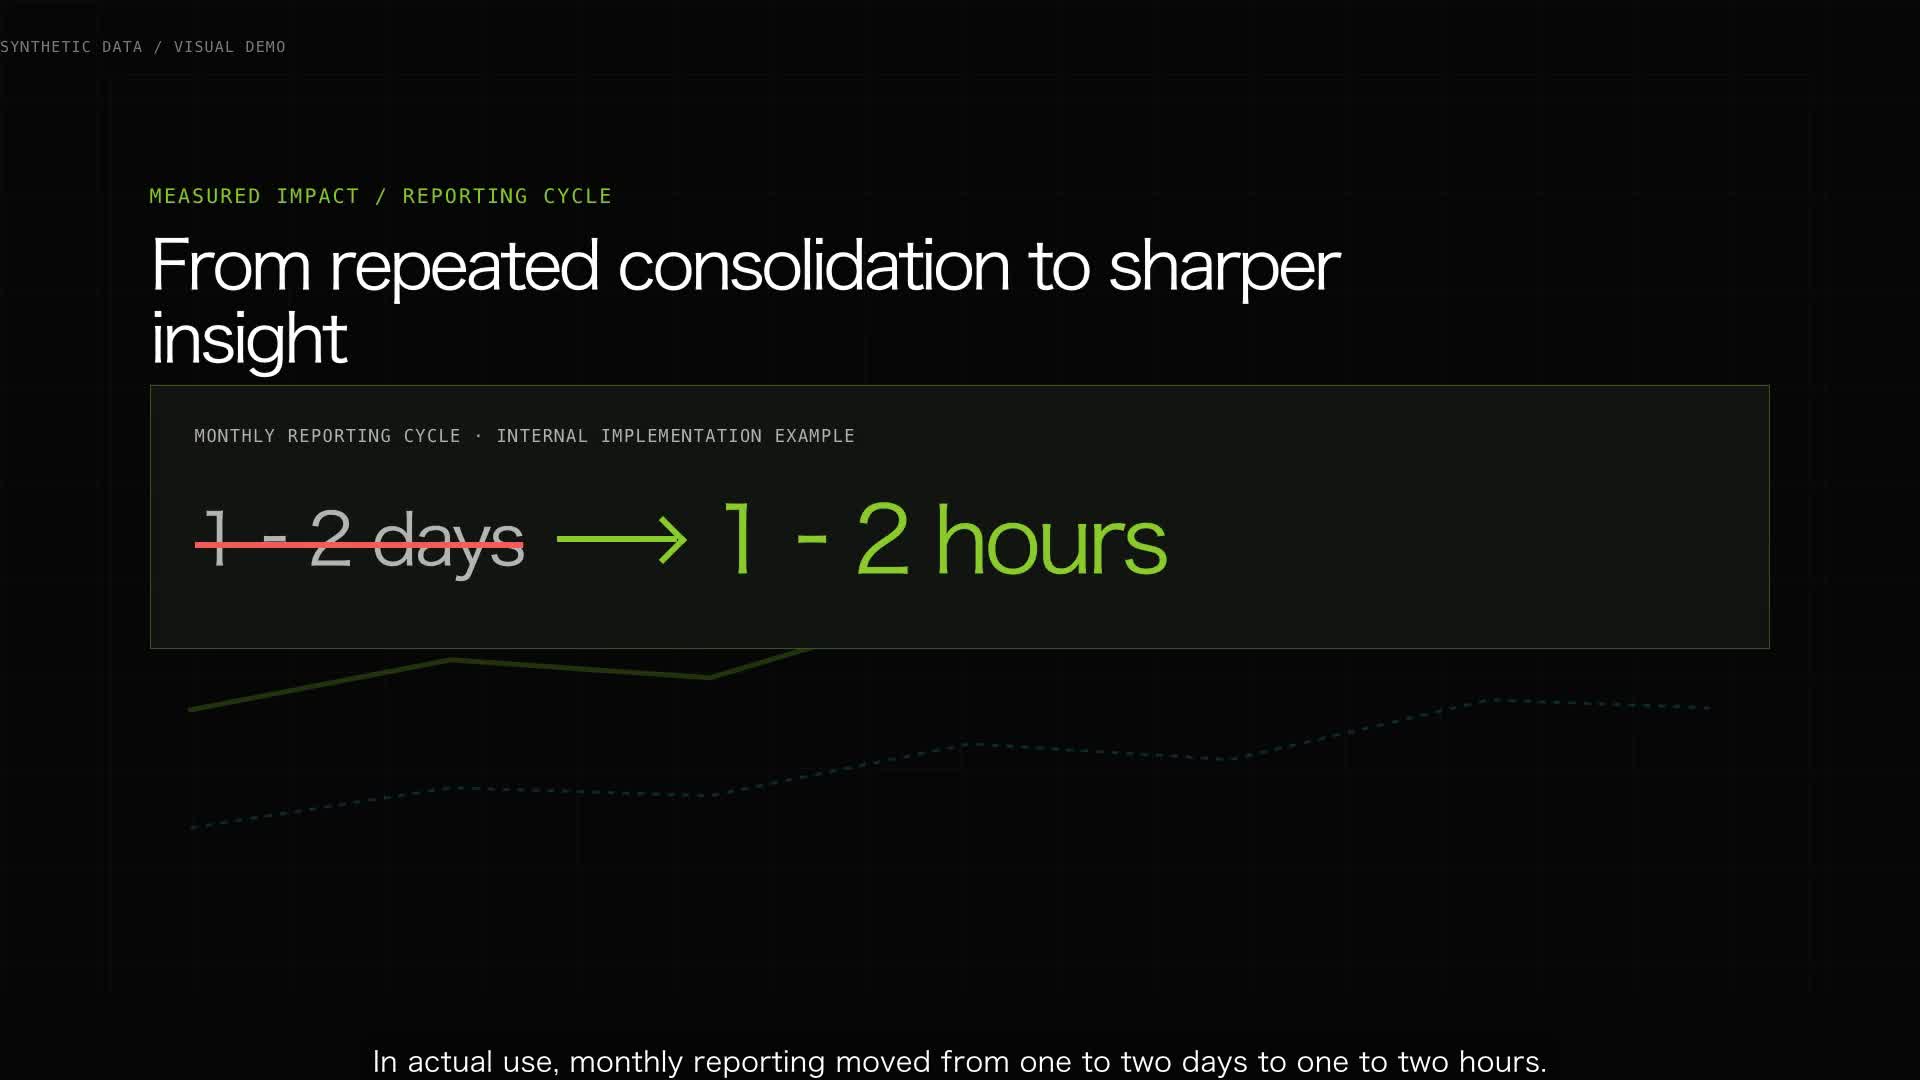 SYNTHETIC DATA / VISUAL DEMO
MEASURED IMPACT / REPORTING CYCLE
From repeated consolidation to sharper
insight
MONTHLY REPORTING CYCLE · INTERNAL IMPLEMENTATION EXAMPLE
1 - 2 days → 1 - 2 hours
In actual use, monthly reporting moved from one to two days to one to two hours.